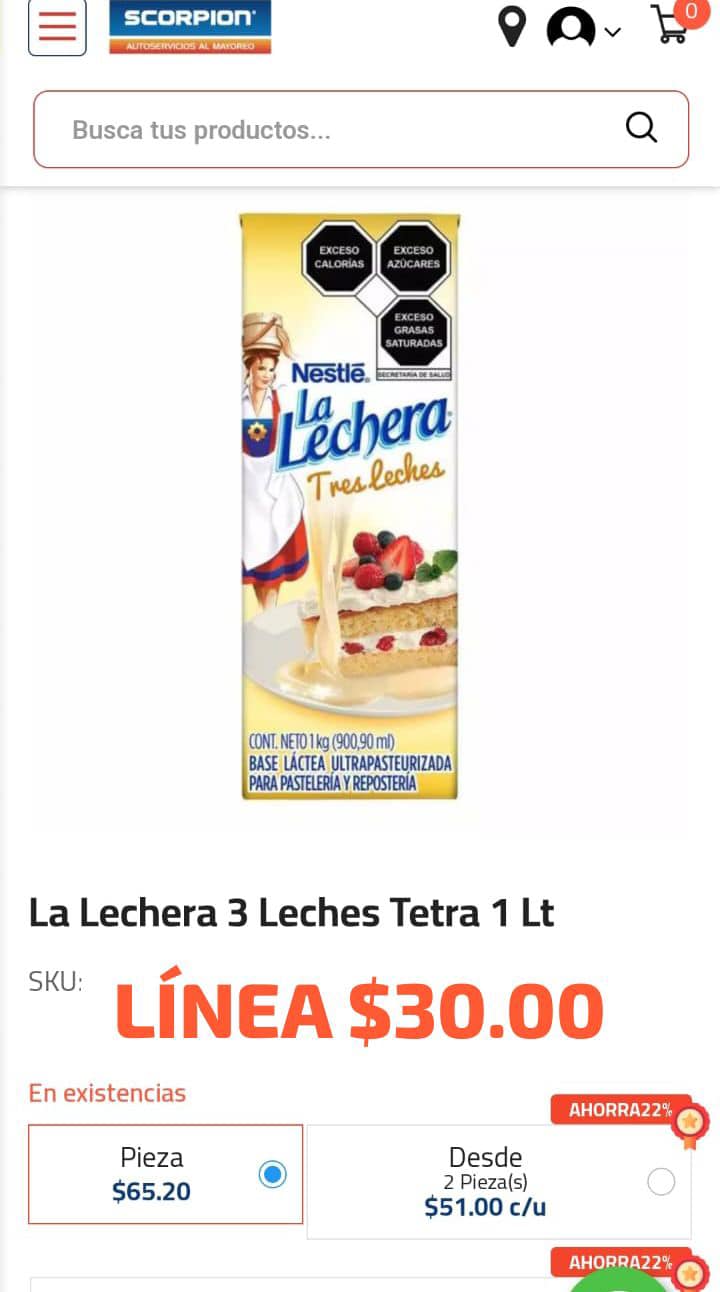 SCORPION
AUTOSERVICIOS AL MAYOREO
0
Busca tus productos...
EXCESO
CALORÍAS
EXCESO
AZÚCARES
EXCESO
GRASAS
SATURADAS
SECRETARÍA DE SALUD
Nestlé
La
Lechera
Tres leches
CONT. NETO 1 kg (900,90 ml)
BASE LÁCTEA ULTRAPASTEURIZADA
PARA PASTELERÍA Y REPOSTERÍA
La Lechera 3 Leches Tetra 1 Lt
SKU:
LÍNEA $30.00
En existencias
AHORRA22%
Pieza
$65.20
Desde
2 Pieza(s)
$51.00 c/u
AHORRA22%